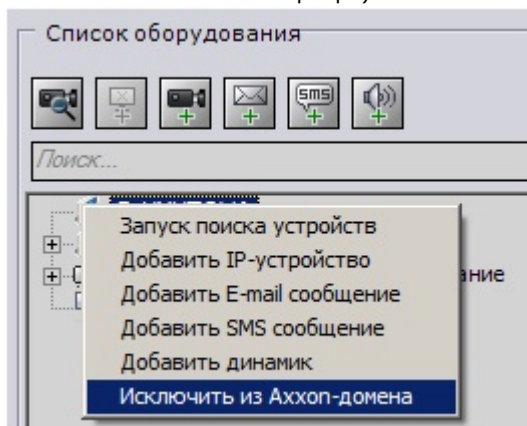 Список оборудования
sms
Поиск...
Запуск поиска устройств
Добавить IP-устройство
Добавить E-mail сообщение
Добавить SMS сообщение
Добавить динамик
Исключить из Axxon-домена